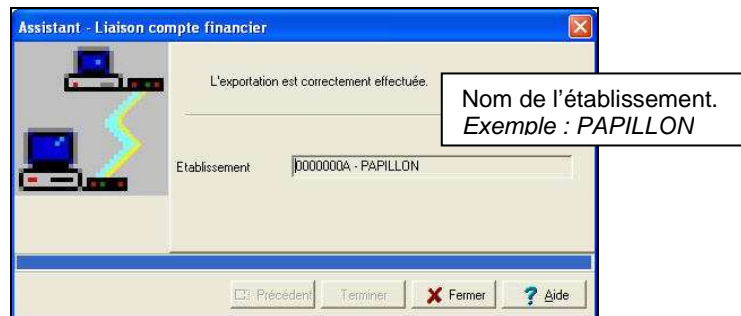 Assistant - Liaison compte financier
L'exportation est correctement effectuée.
Nom de l'établissement.
Exemple : PAPILLON
Etablissement
0000000A - PAPILLON
Précédent
Terminer
Fermer
Aide